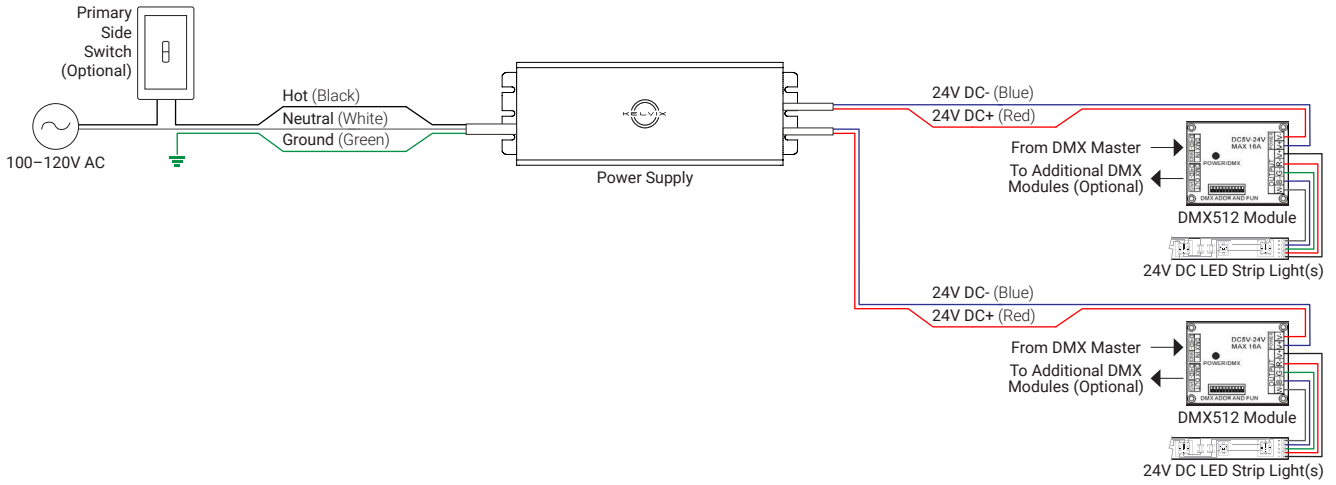 Primary
Side
Switch
(Optional)
100–120V AC
Hot (Black)
Neutral (White)
Ground (Green)
KELVIX
Power Supply
24V DC- (Blue)
24V DC+ (Red)
From DMX Master
To Additional DMX
Modules (Optional)
DC5V-24V
MAX 16A
POWER/DMX
POWER
OUTPUT
DMX ADDR AND FUN
DMX512 Module
24V DC LED Strip Light(s)
24V DC- (Blue)
24V DC+ (Red)
From DMX Master
To Additional DMX
Modules (Optional)
DC5V-24V
MAX 16A
POWER/DMX
POWER
OUTPUT
DMX ADDR AND FUN
DMX512 Module
24V DC LED Strip Light(s)